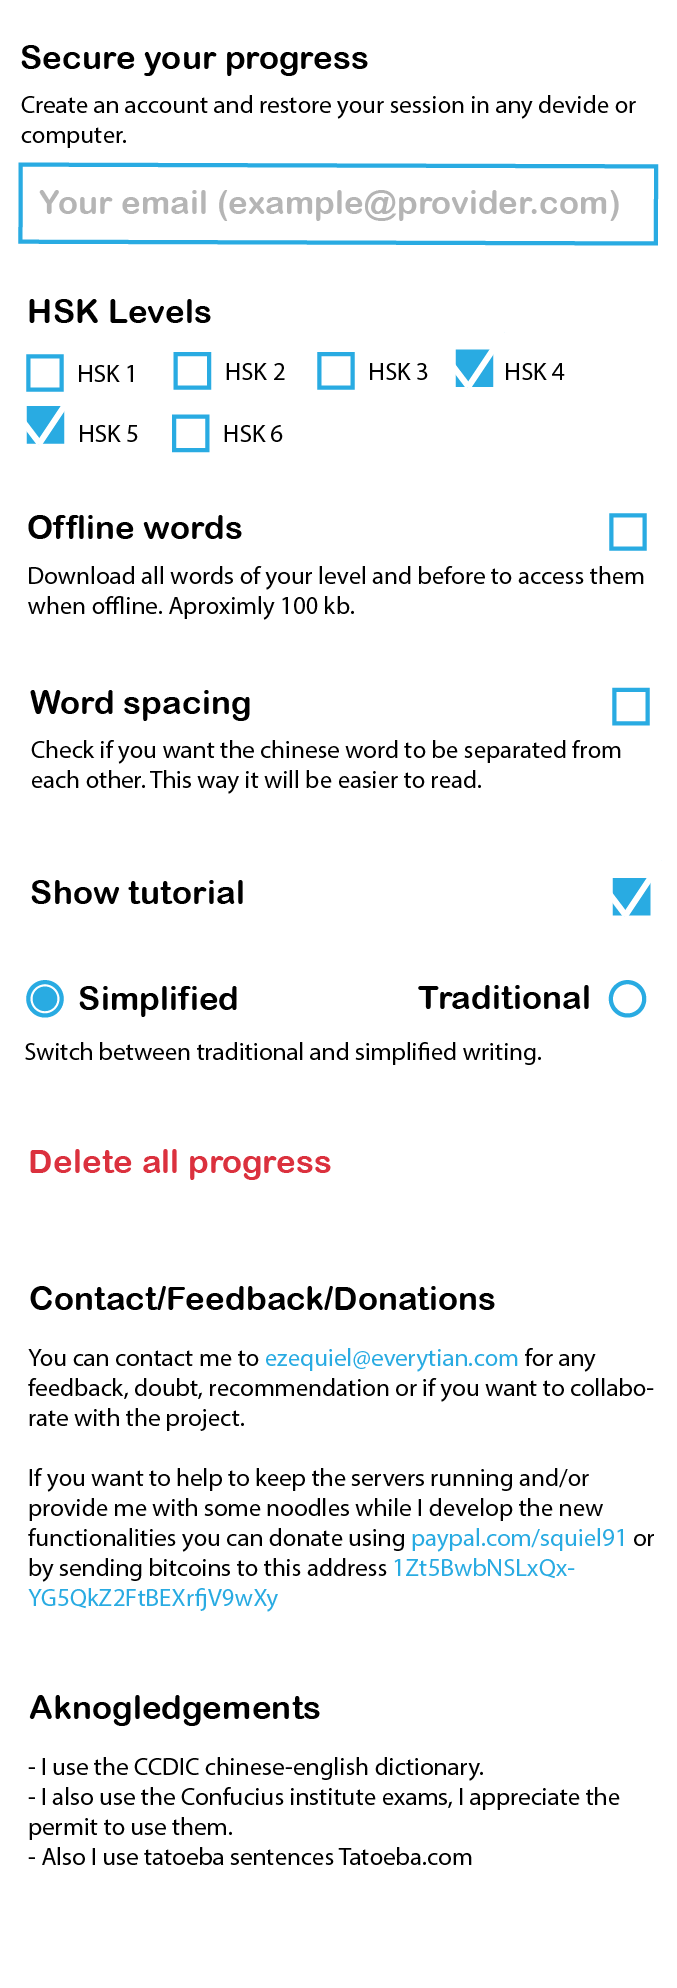 Secure your progress
Create an account and restore your session in any devide or
computer.
Your email (example@provider.com)
HSK Levels
HSK 1 HSK 2 HSK 3 HSK 4
HSK 5 HSK 6
Offline words
Download all words of your level and before to access them
when offline. Aproximly 100 kb.
Word spacing
Check if you want the chinese word to be separated from
each other. This way it will be easier to read.
Show tutorial
Simplified Traditional
Switch between traditional and simplified writing.
Delete all progress
Contact/Feedback/Donations
You can contact me to ezequiel@everytian.com for any
feedback, doubt, recommendation or if you want to collabo-
rate with the project.
If you want to help to keep the servers running and/or
provide me with some noodles while I develop the new
functionalities you can donate using paypal.com/squiel91 or
by sending bitcoins to this address 1Zt5BwbNSLxQx-
YG5QkZ2FtBEXrfjV9wXy
Aknogledgements
- I use the CCDIC chinese-english dictionary.
- I also use the Confucius institute exams, I appreciate the
permit to use them.
- Also I use tatoeba sentences Tatoeba.com